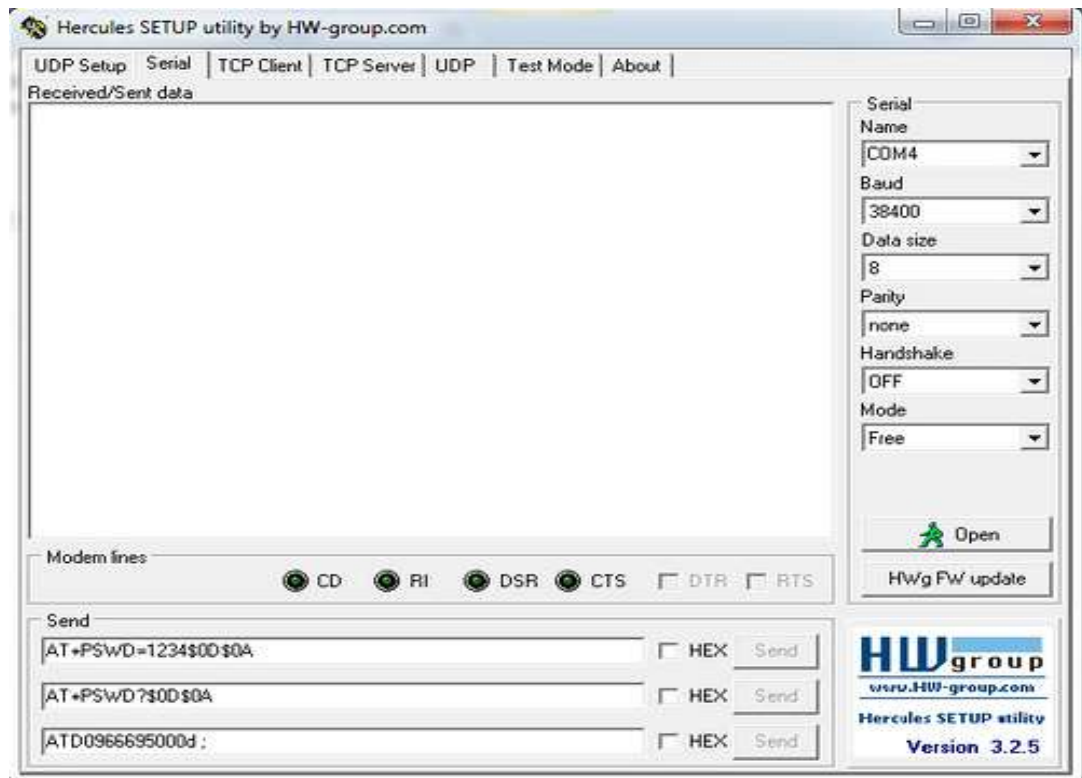 Hercules SETUP utility by HW-group.com
UDP Setup Serial TCP Client TCP Server UDP Test Mode About
Received/Sent data
Serial
Name
COM4
Baud
38400
Data size
8
Parity
none
Handshake
OFF
Mode
Free
Open
HWg FW update
Modem lines
CD RI DSR CTS DTR RTS
Send
AT+PSWD=1234$0D$0A HEX Send
AT+PSWD?$0D$0A HEX Send
ATD0966695000d ; HEX Send
HWgroup
www.HW-group.com
Hercules SETUP utility
Version 3.2.5